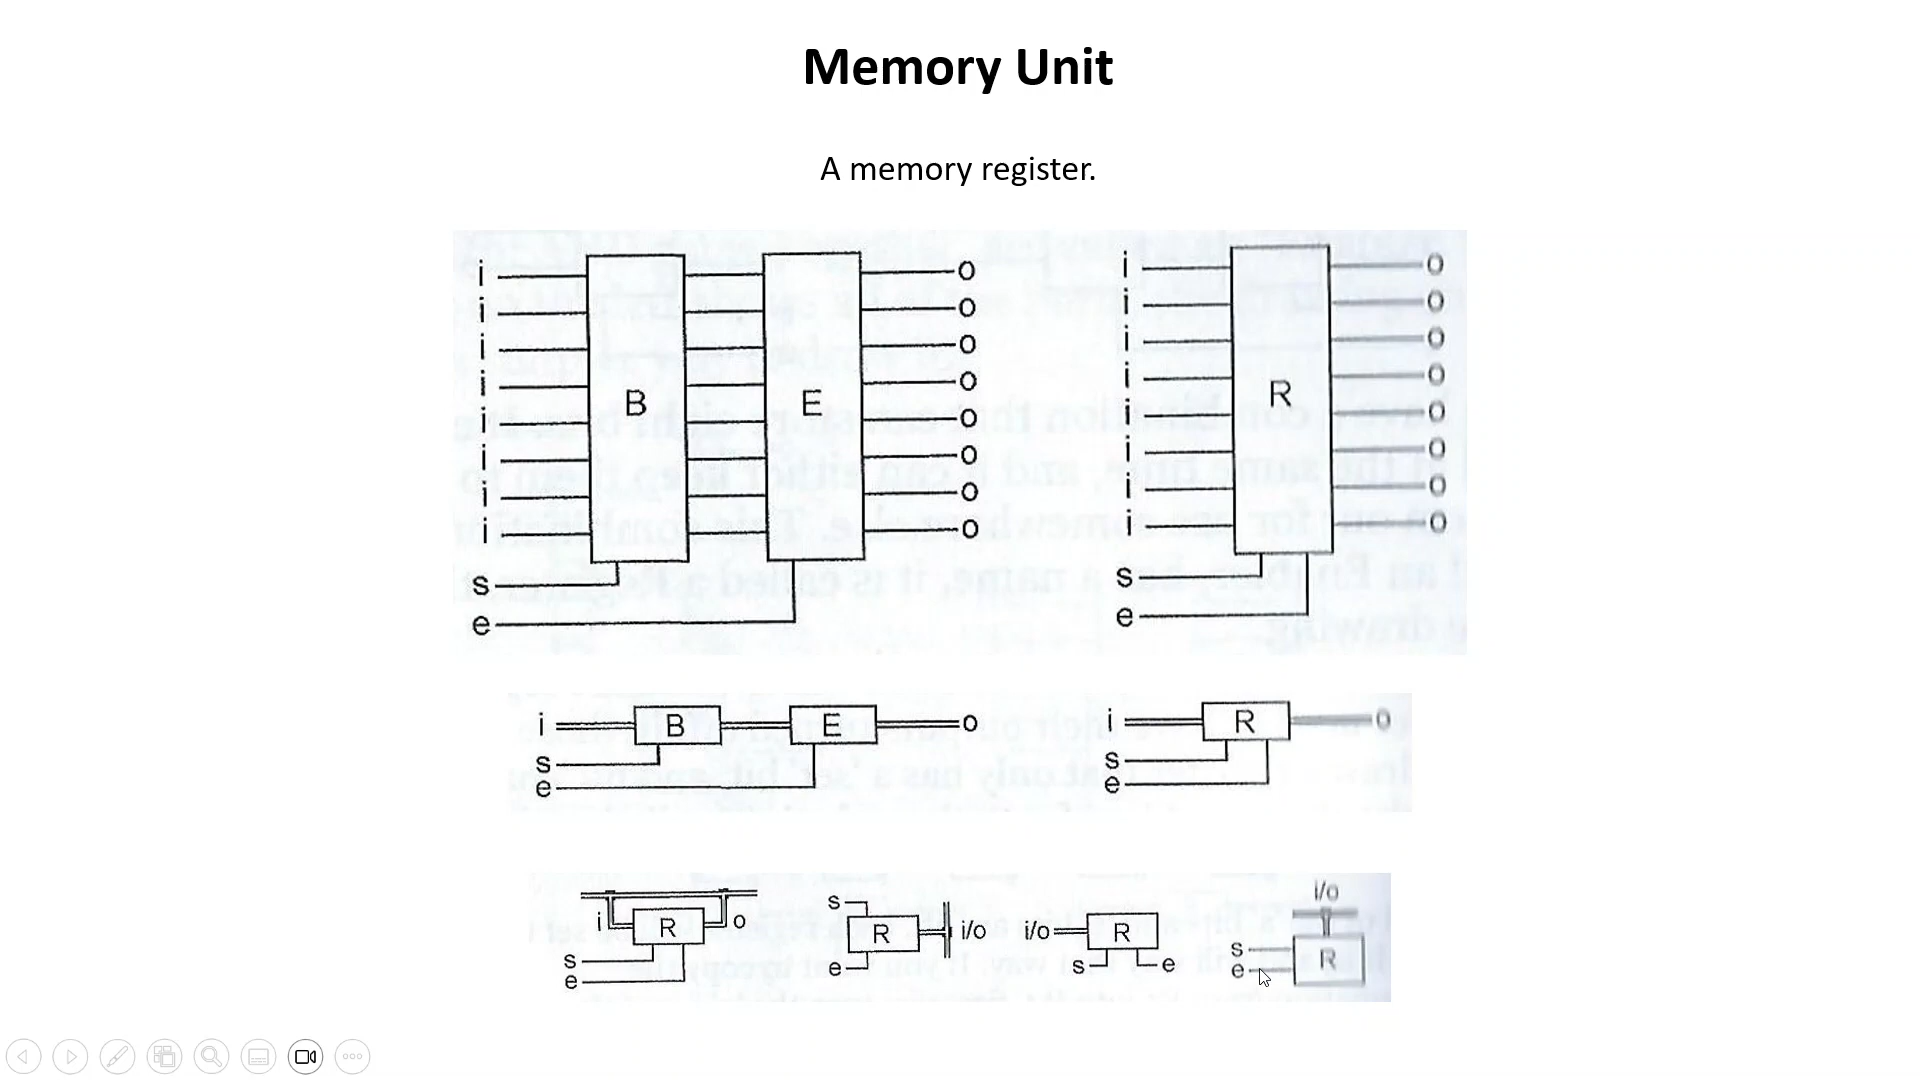 Memory Unit
A memory register.
i o i o
i o i o
i o i o
i o i o
i B E o i R o
i o i o
i o i o
i o i o
s s
e e
i B E o i R o
s s
e e
i R o s R i/o i/o R i/o
s e s e s R
e e